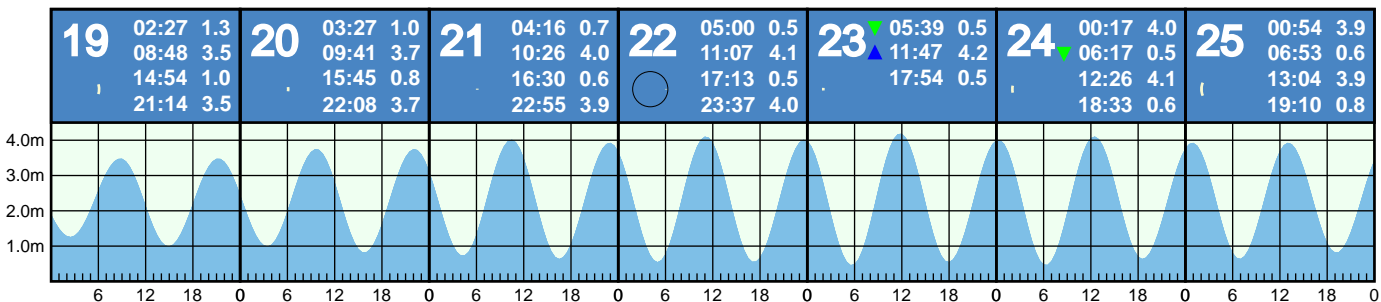 19 02:27 1.3 20 03:27 1.0 21 04:16 0.7 22 05:00 0.5 23 ▼ 05:39 0.5 24 00:17 4.0 25 00:54 3.9
08:48 3.5 09:41 3.7 10:26 4.0 11:07 4.1 ▲ 11:47 4.2 ▼ 06:17 0.5 06:53 0.6
14:54 1.0 15:45 0.8 16:30 0.6 17:13 0.5 17:54 0.5 12:26 4.1 13:04 3.9
21:14 3.5 22:08 3.7 22:55 3.9 23:37 4.0 18:33 0.6 19:10 0.8
4.0m
3.0m
2.0m
1.0m
6 12 18 0 6 12 18 0 6 12 18 0 6 12 18 0 6 12 18 0 6 12 18 0 6 12 18 0